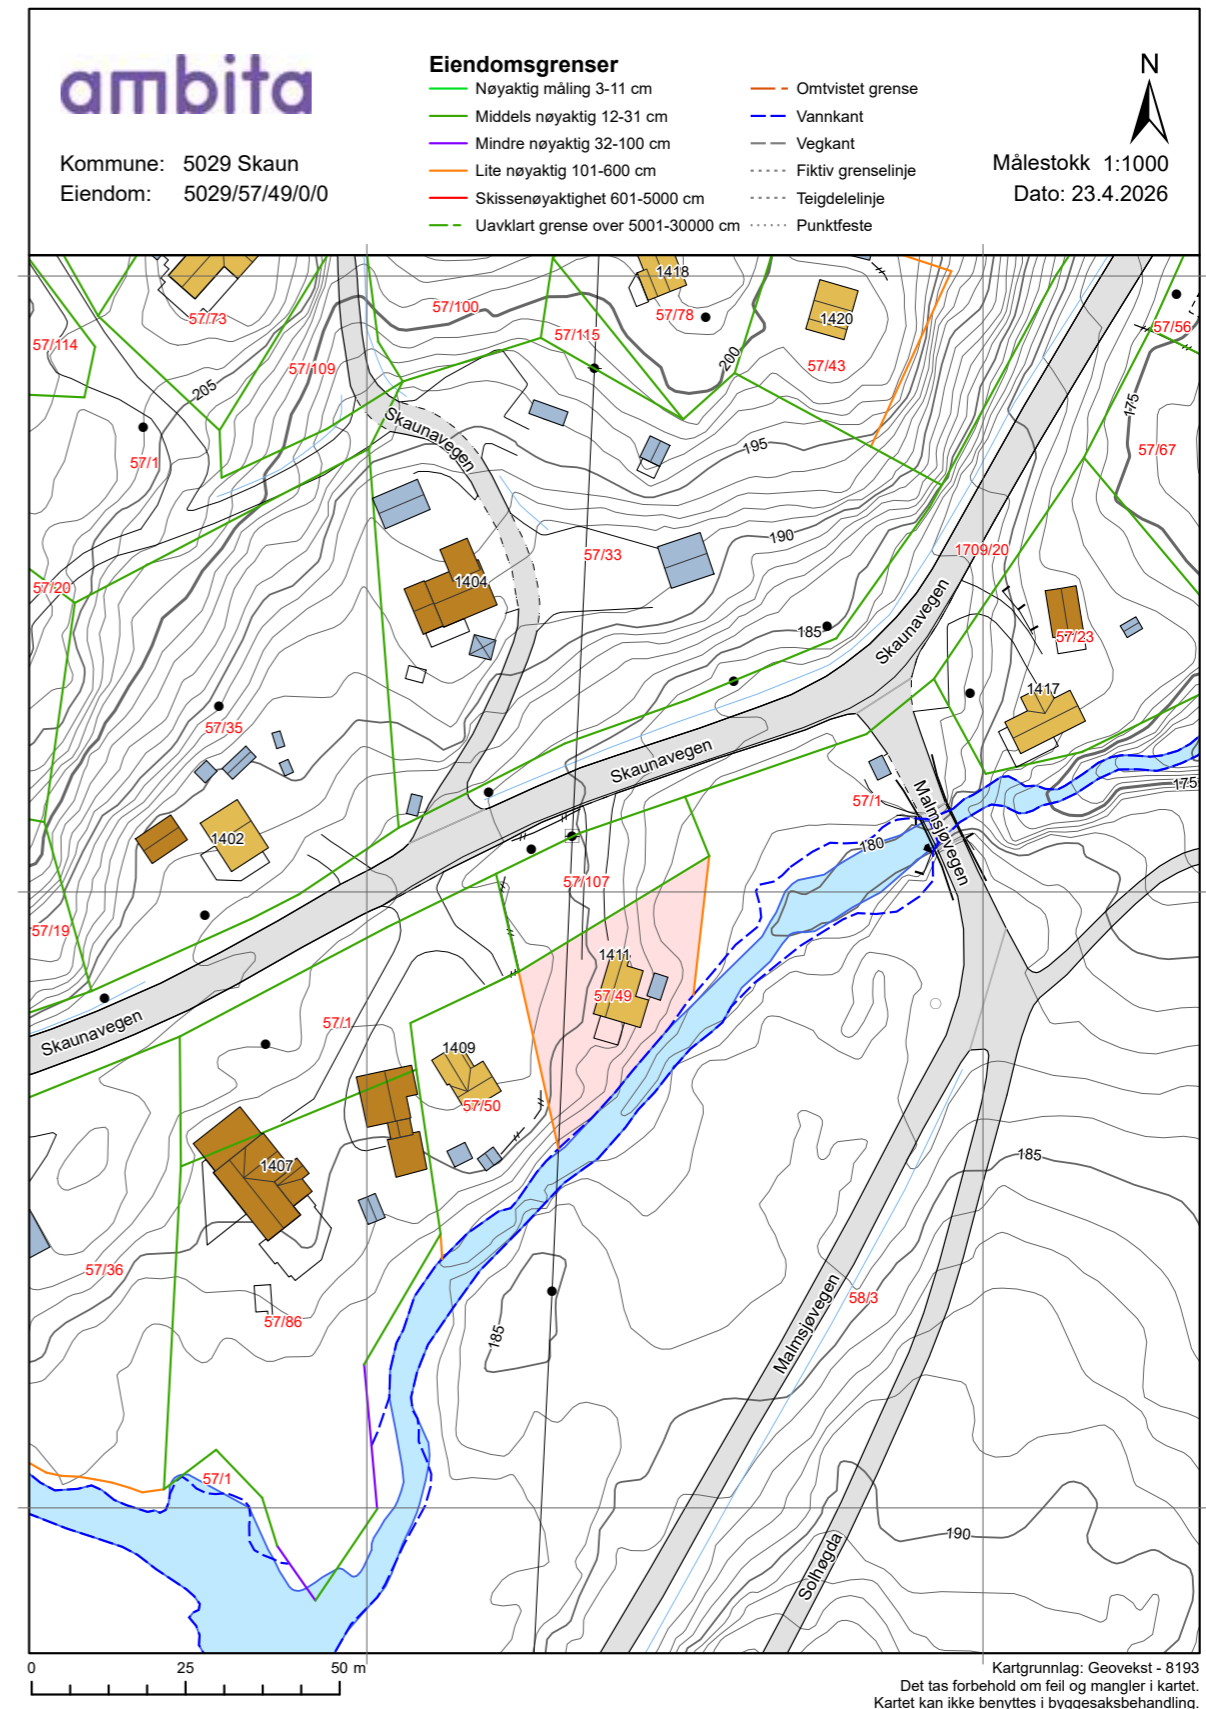 ambita
Kommune: 5029 Skaun
Eiendom: 5029/57/49/0/0
Eiendomsgrenser
Nøyaktig måling 3-11 cm
Middels nøyaktig 12-31 cm
Mindre nøyaktig 32-100 cm
Lite nøyaktig 101-600 cm
Skissenøyaktighet 601-5000 cm
Uavklart grense over 5001-30000 cm
Omtvistet grense
Vannkant
Vegkant
Fiktiv grenselinje
Teigdelelinje
Punktfeste
N
Målestokk 1:1000
Dato: 23.4.2026
1418
57/100
57/78
57/73
1420
57/115
57/56
57/114
57/109
200
57/43
205
175
Skaunavegen
195
57/67
57/1
190
57/33
1709/20
1404
57/20
Skaunavegen
185
57/23
1417
57/35
Skaunavegen
175
57/1
Malmsjøvegen
1402
180
57/107
57/19
1411
57/49
57/1
Skaunavegen
1409
57/50
1407
185
57/36
58/3
57/86
185
Malmsjøvegen
57/1
190
Solhøgda
0 25 50 m
Kartgrunnlag: Geovekst - 8193
Det tas forbehold om feil og mangler i kartet.
Kartet kan ikke benyttes i byggesaksbehandling.